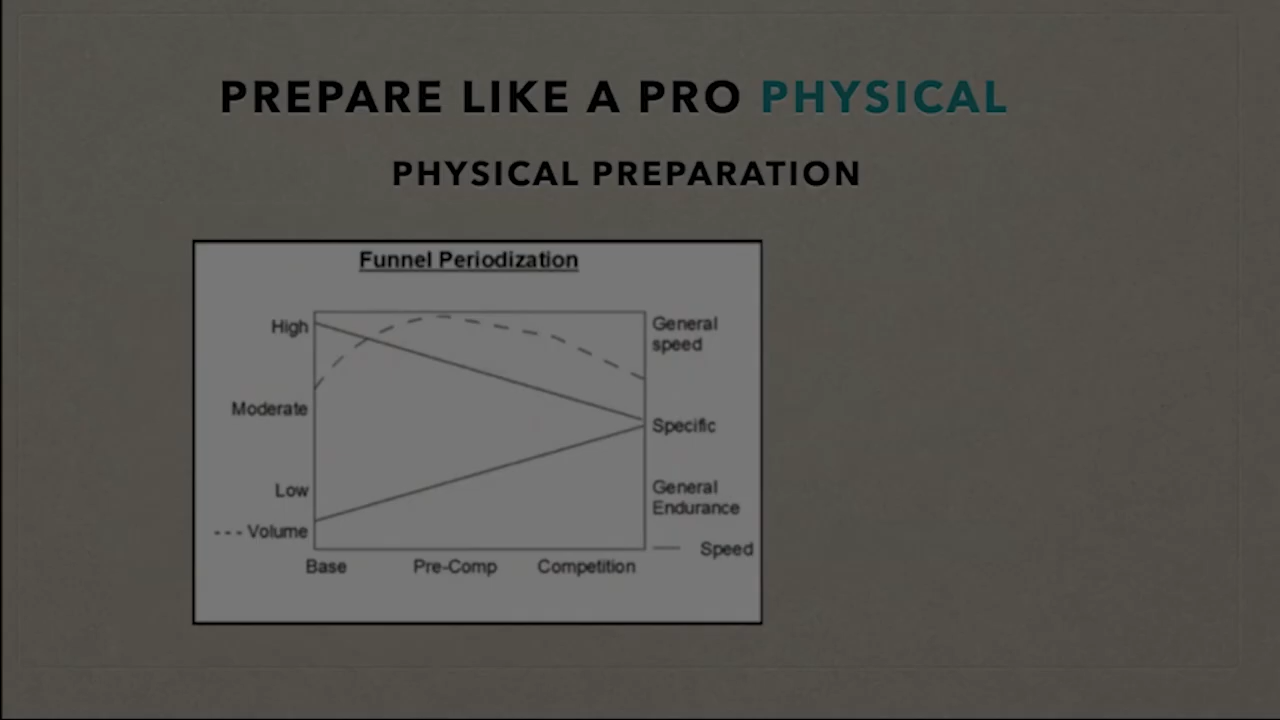 PREPARE LIKE A PRO PHYSICAL
PHYSICAL PREPARATION
Funnel Periodization
High
Moderate
Low
--- Volume
General
speed
Specific
General
Endurance
— Speed
Base Pre-Comp Competition